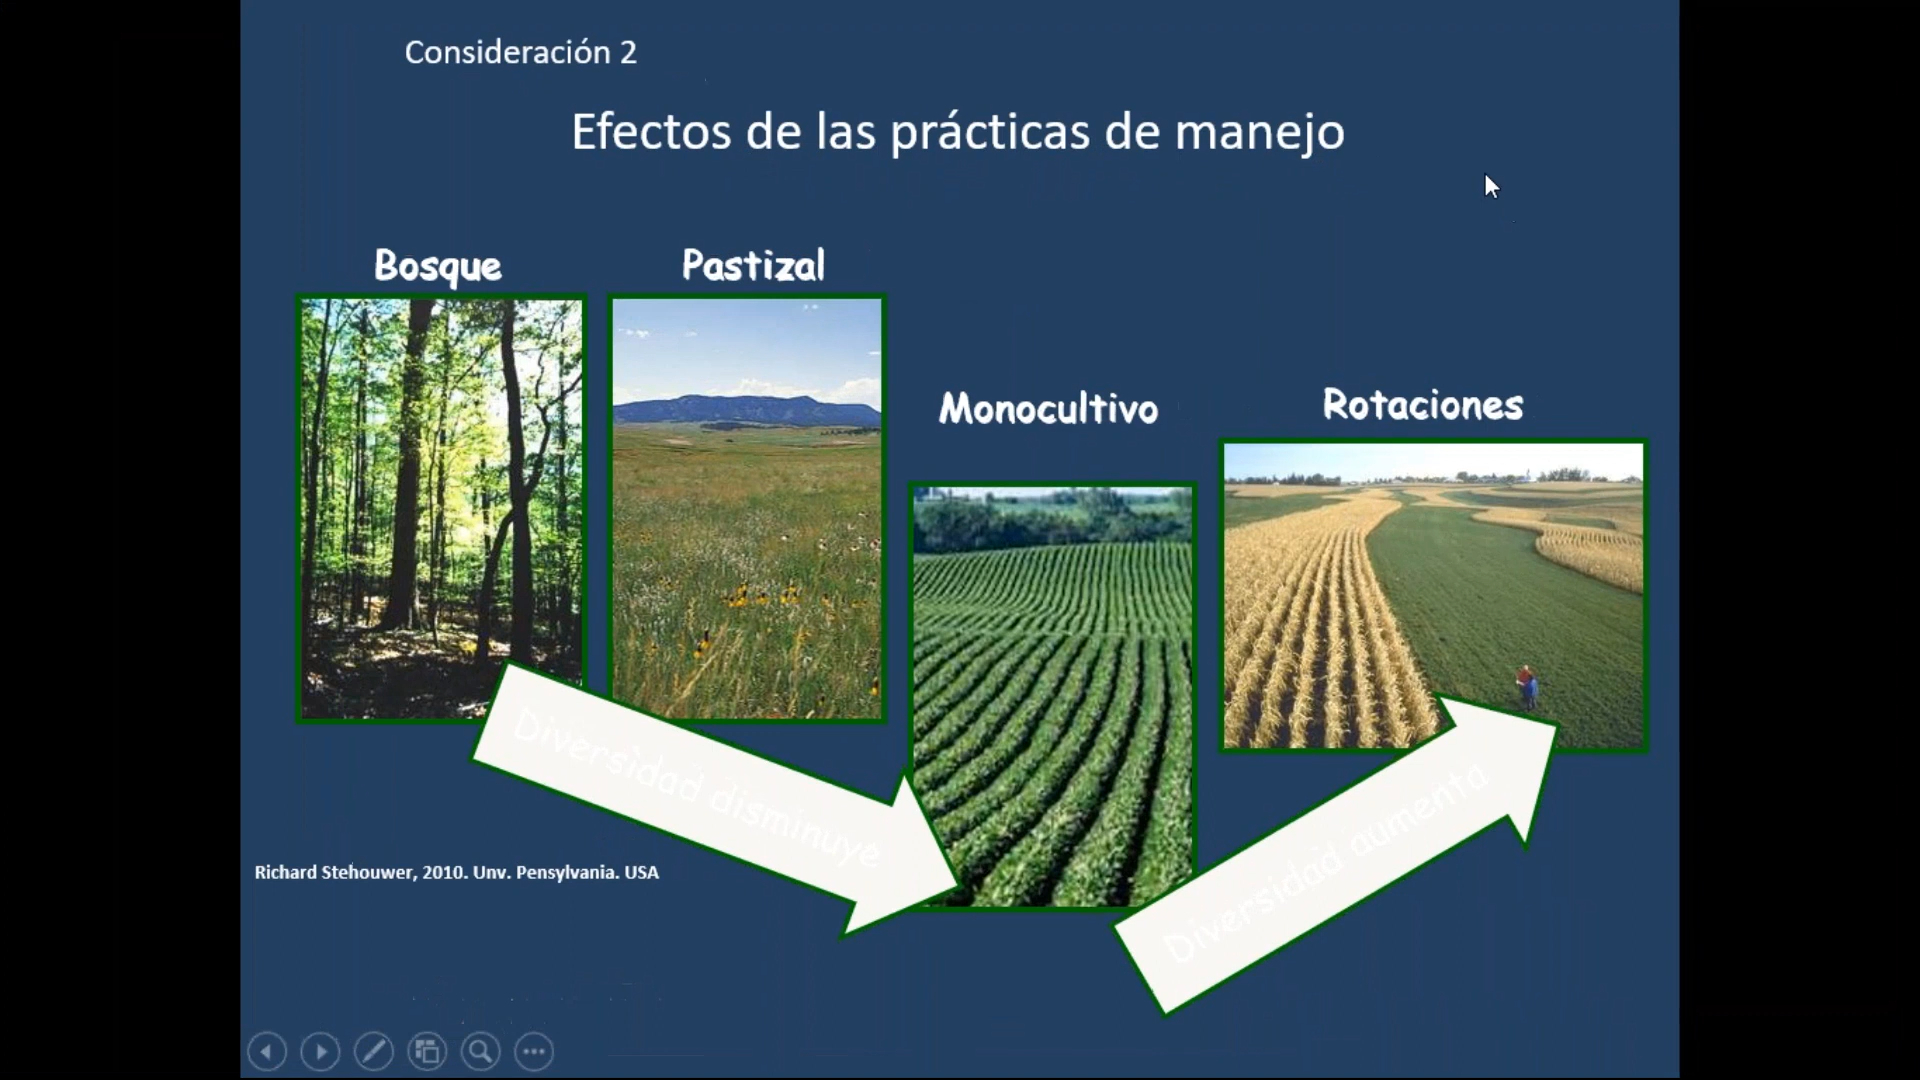 Consideración 2
Efectos de las prácticas de manejo
Bosque
Pastizal
Monocultivo
Rotaciones
Diversidad disminuye
Diversidad aumenta
Richard Stehouwer, 2010. Unv. Pensylvania. USA